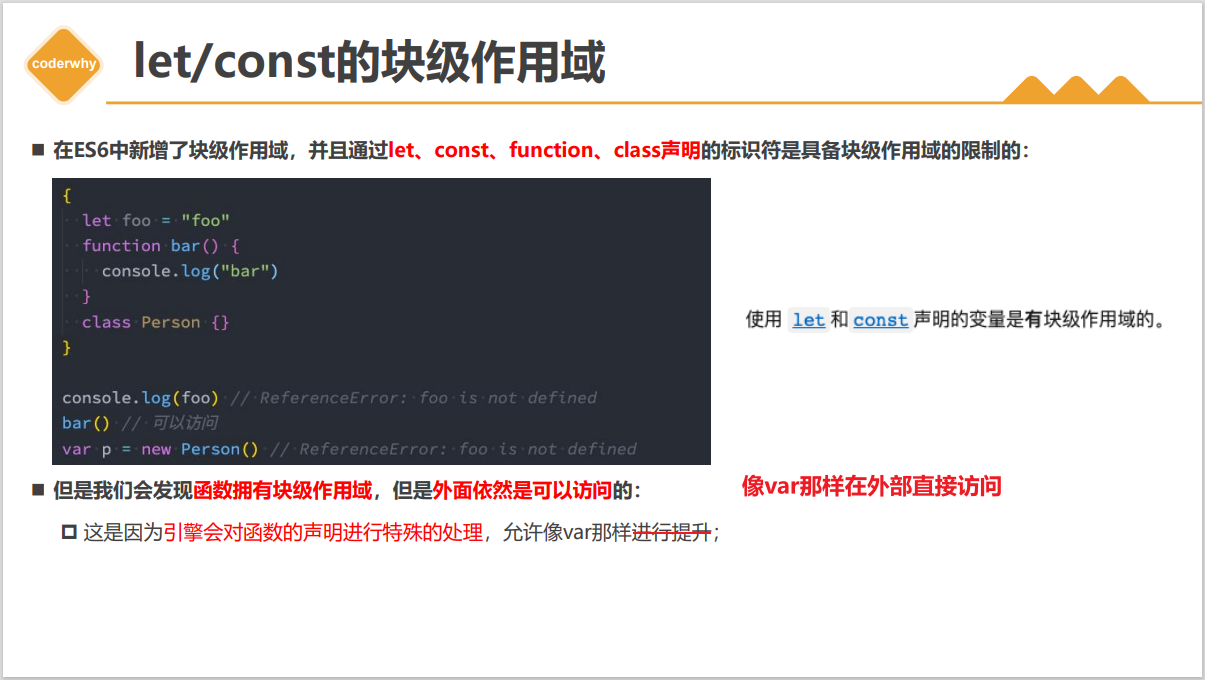 coderwhy
let/const的块级作用域
在ES6中新增了块级作用域，并且通过let、const、function、class声明的标识符是具备块级作用域的限制的：
{
let foo = "foo"
function bar() {
console.log("bar")
}
class Person {}
}
console.log(foo) // ReferenceError: foo is not defined
bar() // 可以访问
var p = new Person() // ReferenceError: foo is not defined
使用 let和const声明的变量是有块级作用域的。
但是我们会发现函数拥有块级作用域，但是外面依然是可以访问的：
像var那样在外部直接访问
这是因为引擎会对函数的声明进行特殊的处理，允许像var那样进行提升；